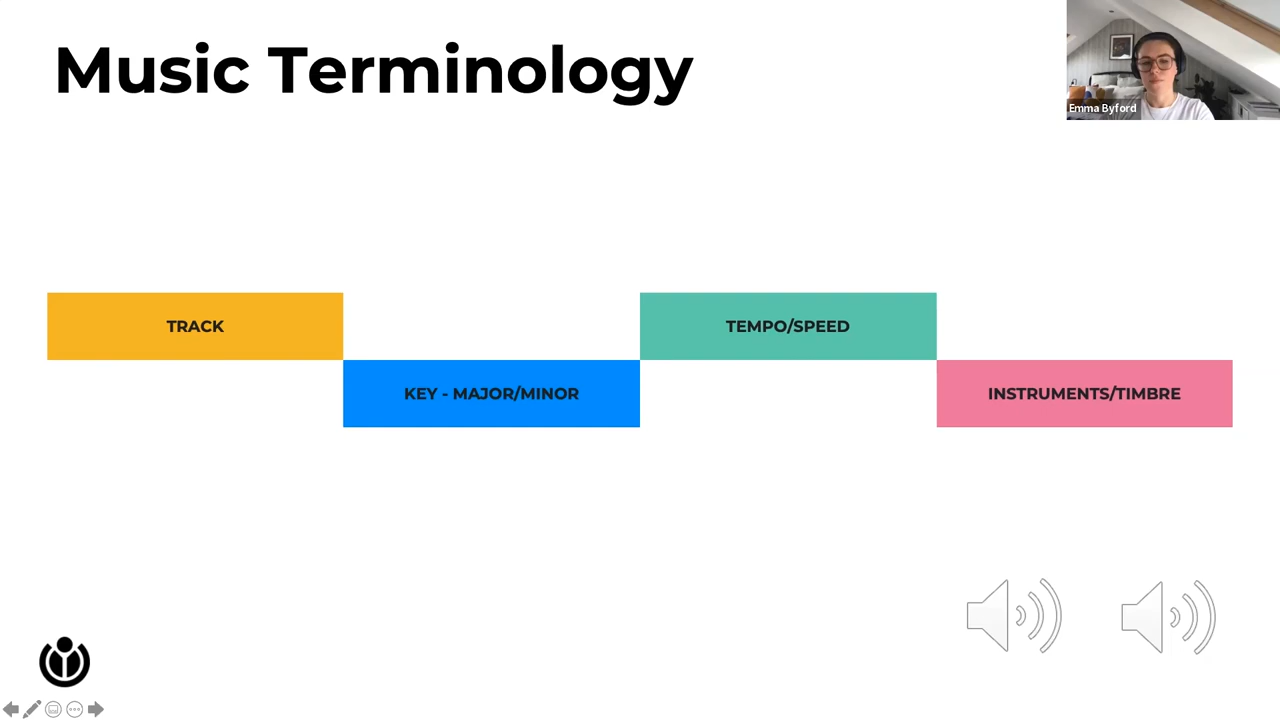 Music Terminology
Emma Byford
TRACK
KEY - MAJOR/MINOR
TEMPO/SPEED
INSTRUMENTS/TIMBRE